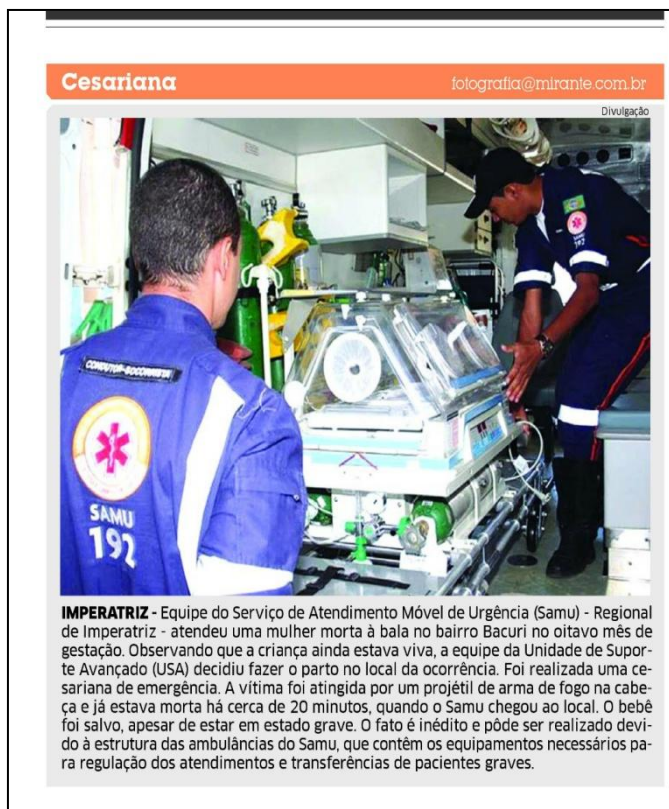 Cesariana
fotografia@mirante.com.br
Divulgação
CONDUTOR-SOCORRISTA
SAMU
192
SAMU
192
IMPERATRIZ - Equipe do Serviço de Atendimento Móvel de Urgência (Samu) - Regional
de Imperatriz - atendeu uma mulher morta à bala no bairro Bacuri no oitavo mês de
gestação. Observando que a criança ainda estava viva, a equipe da Unidade de Supor-
te Avançado (USA) decidiu fazer o parto no local da ocorrência. Foi realizada uma ce-
sariana de emergência. A vítima foi atingida por um projétil de arma de fogo na cabe-
ça e já estava morta há cerca de 20 minutos, quando o Samu chegou ao local. O bebê
foi salvo, apesar de estar em estado grave. O fato é inédito e pôde ser realizado devi-
do à estrutura das ambulâncias do Samu, que contêm os equipamentos necessários pa-
ra regulação dos atendimentos e transferências de pacientes graves.